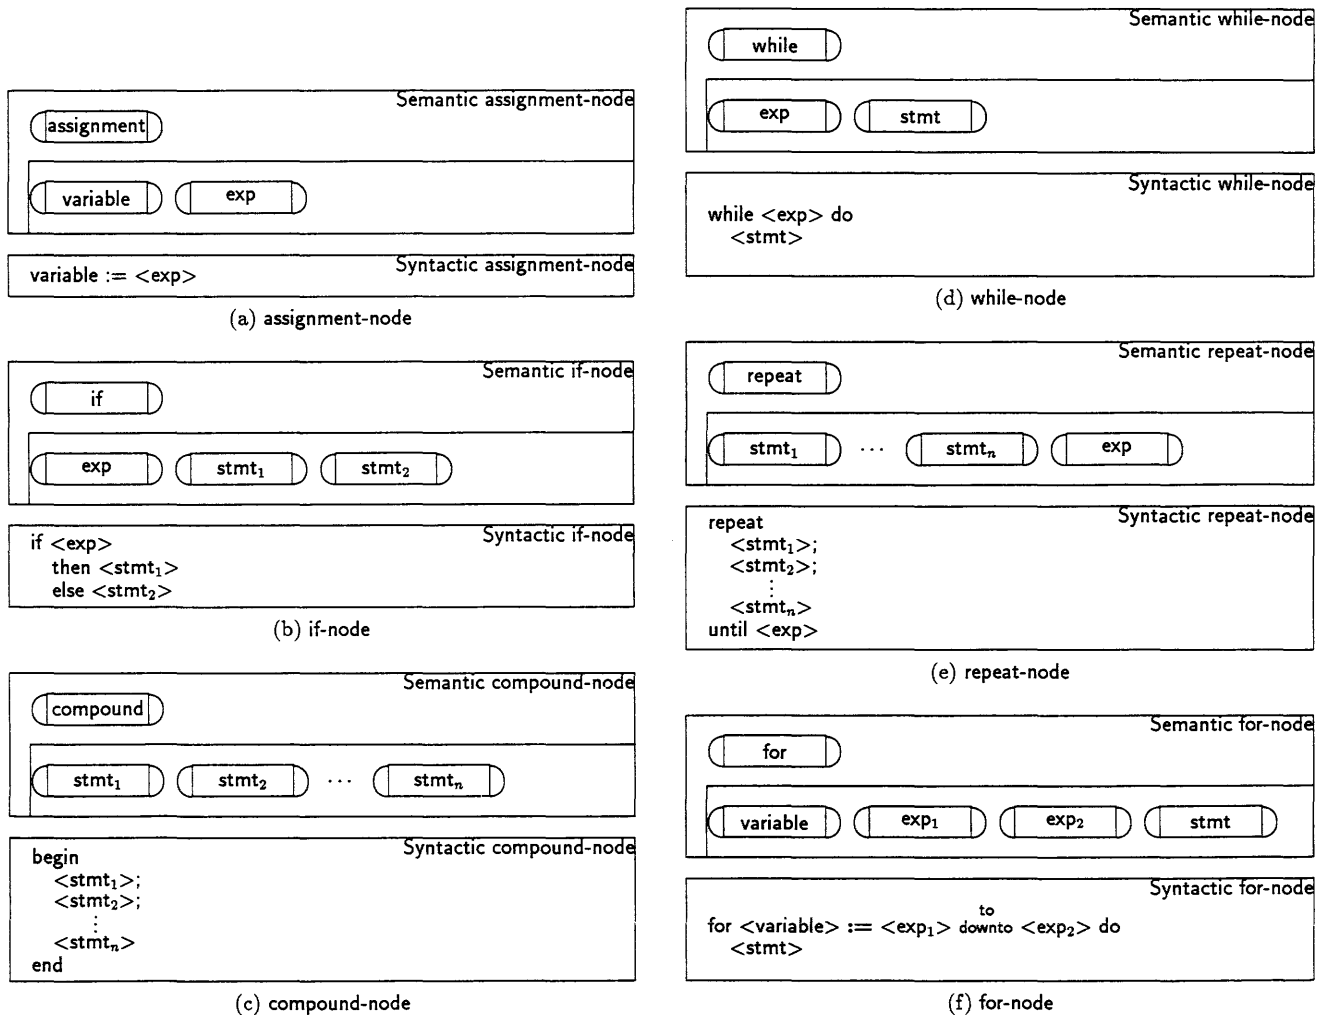 Semantic assignment-node
assignment
variable exp
Syntactic assignment-node
variable := <exp>
(a) assignment-node
Semantic if-node
if
exp stmt₁ stmt₂
Syntactic if-node
if <exp>
then <stmt₁>
else <stmt₂>
(b) if-node
Semantic compound-node
compound
stmt₁ stmt₂ ··· stmtₙ
Syntactic compound-node
begin
<stmt₁>;
<stmt₂>;
⋮
<stmtₙ>
end
(c) compound-node
Semantic while-node
while
exp stmt
Syntactic while-node
while <exp> do
<stmt>
(d) while-node
Semantic repeat-node
repeat
stmt₁ ··· stmtₙ exp
Syntactic repeat-node
repeat
<stmt₁>;
<stmt₂>;
⋮
<stmtₙ>
until <exp>
(e) repeat-node
Semantic for-node
for
variable exp₁ exp₂ stmt
Syntactic for-node
to
for <variable> := <exp₁> downto <exp₂> do
<stmt>
(f) for-node